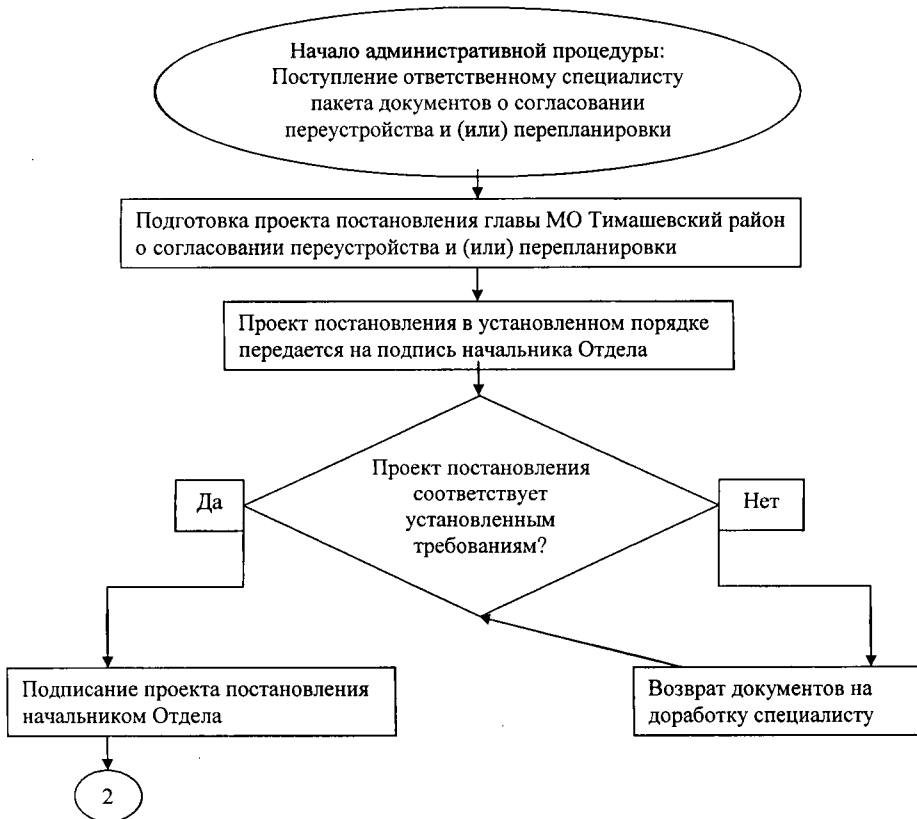 Начало административной процедуры:
Поступление ответственному специалисту
пакета документов о согласовании
переустройства и (или) перепланировки
Подготовка проекта постановления главы МО Тимашевский район
о согласовании переустройства и (или) перепланировки
Проект постановления в установленном порядке
передается на подпись начальника Отдела
Проект постановления
соответствует
установленным
требованиям?
Да
Нет
Подписание проекта постановления
начальником Отдела
Возврат документов на
доработку специалисту
2